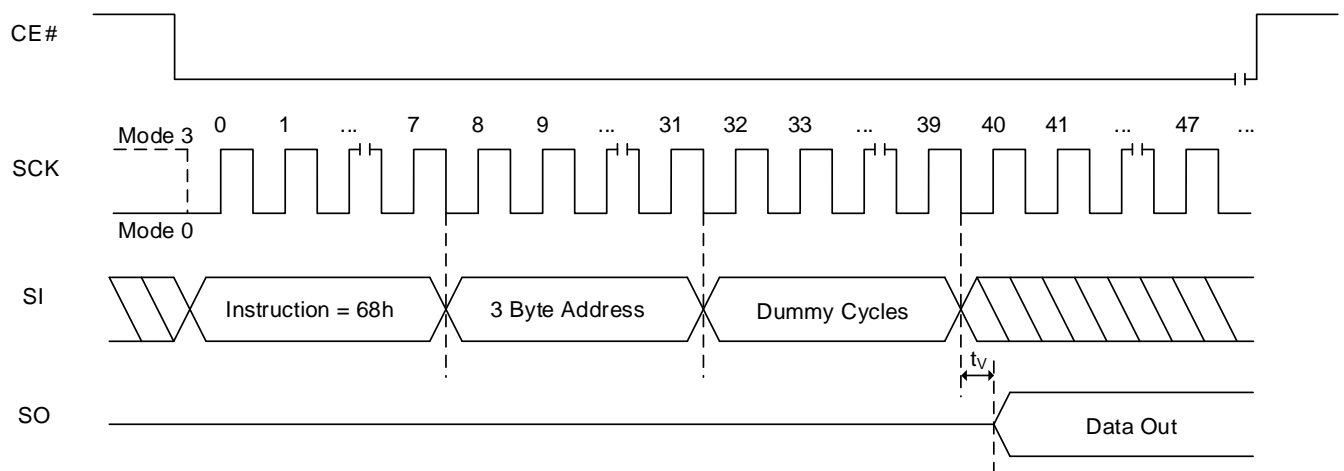 CE#
0 1 ... 7 8 9 ... 31 32 33 ... 39 40 41 ... 47 ...
Mode 3
SCK
Mode 0
SI Instruction = 68h 3 Byte Address Dummy Cycles
tV
SO Data Out